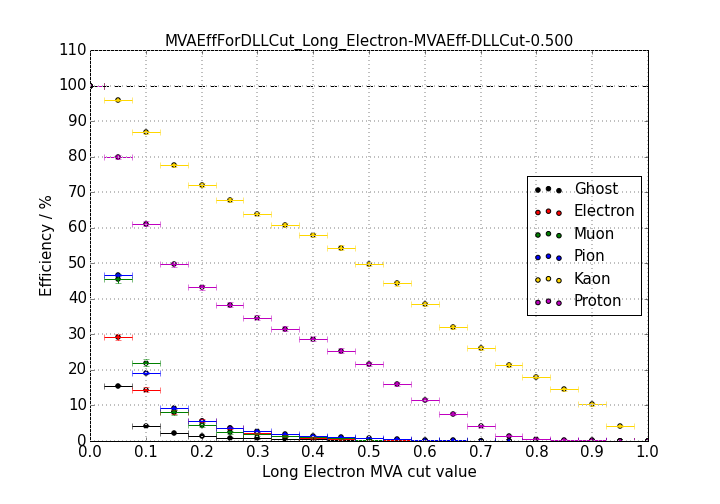 MVAEffForDLLCut_Long_Electron-MVAEff-DLLCut-0.500
110
100
90
80
70
60
50
40
30
20
10
0
Efficiency / %
Ghost
Electron
Muon
Pion
Kaon
Proton
0.0 0.1 0.2 0.3 0.4 0.5 0.6 0.7 0.8 0.9 1.0
Long Electron MVA cut value